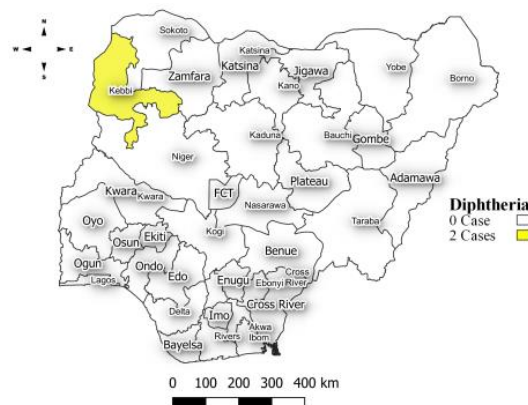 N
W E
S
Sokoto
Katsina
Katsina
Jigawa
Yobe
Borno
Zamfara
Kebbi
Kano
Kaduna
Bauchi
Gombe
Niger
Adamawa
Plateau
FCT
Nasarawa
Kwara
Kwara
Oyo
Taraba
Kogi
Ekiti
Osun
Benue
Ogun
Ondo
Edo
Lagos
Enugu
Ebonyi
Cross
River
Cross River
Delta
Imo
Akwa
Ibom
Rivers
Bayelsa
Diphtheria
0 Case
2 Cases
0 100 200 300 400 km